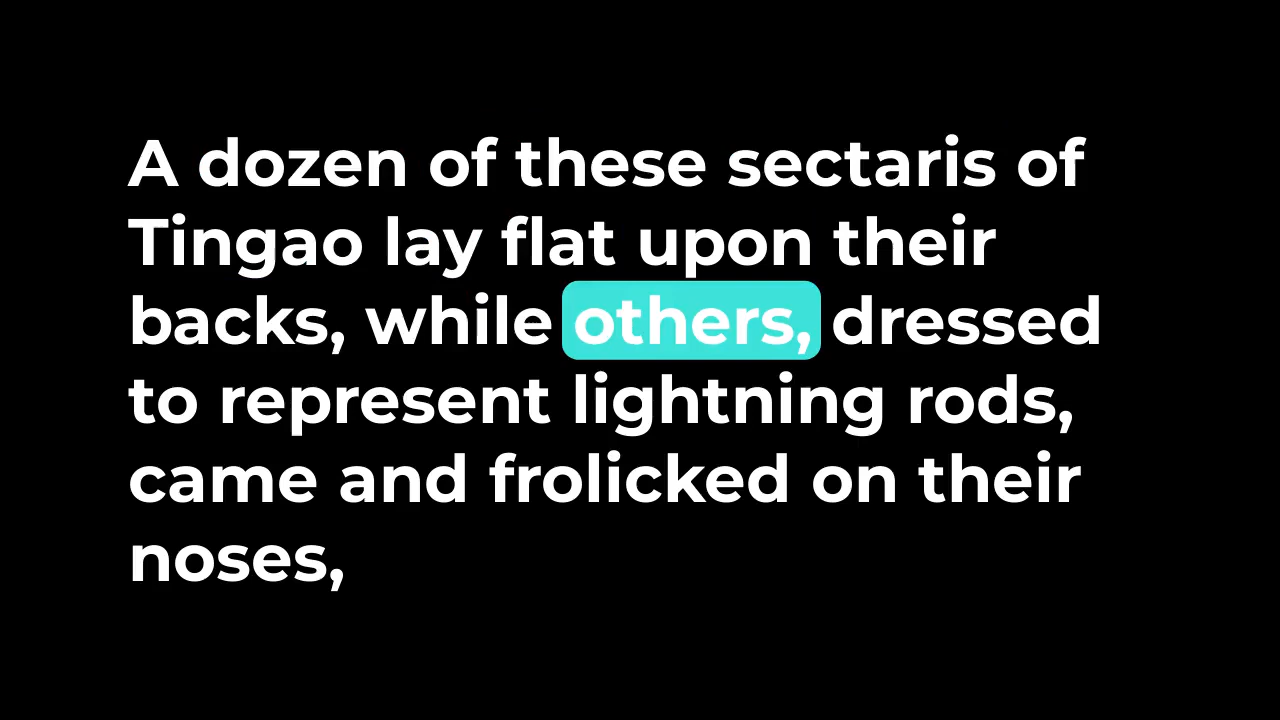 A dozen of these sectaris of
Tingao lay flat upon their
backs, while others, dressed
to represent lightning rods,
came and frolicked on their
noses,